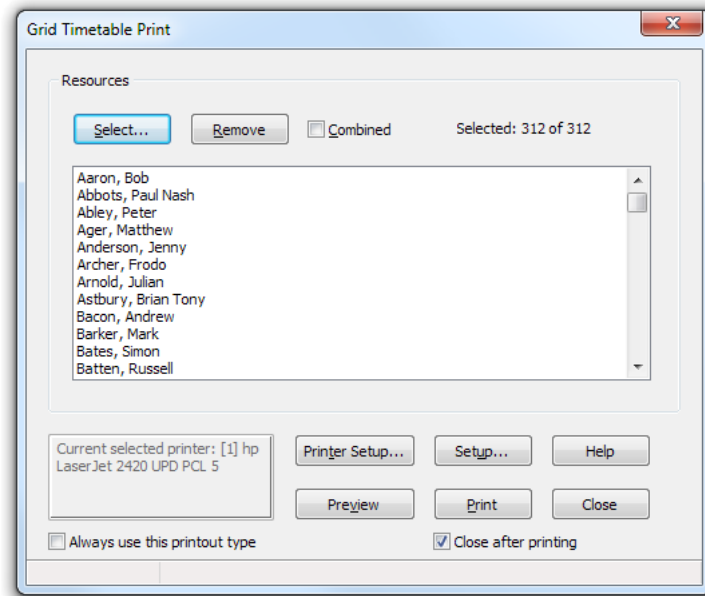 Grid Timetable Print
Resources
Select...
Remove
Combined
Selected: 312 of 312
Aaron, Bob
Abbots, Paul Nash
Abley, Peter
Ager, Matthew
Anderson, Jenny
Archer, Frodo
Arnold, Julian
Astbury, Brian Tony
Bacon, Andrew
Barker, Mark
Bates, Simon
Batten, Russell
Current selected printer: [1] hp
LaserJet 2420 UPD PCL 5
Printer Setup...
Setup...
Help
Preview
Print
Close
Always use this printout type
Close after printing